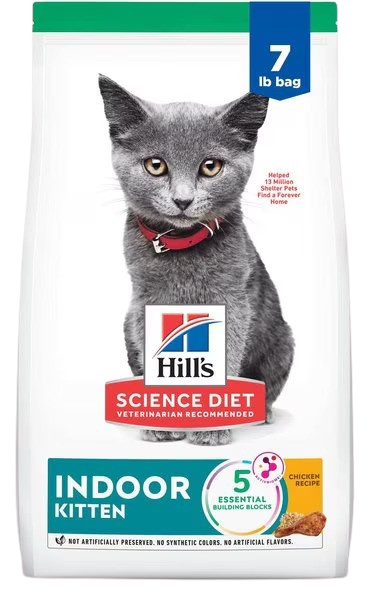 7
lb bag
Helped
13 Million
Shelter Pets
Find a Forever
Home
Hill's
SCIENCE DIET
VETERINARIAN RECOMMENDED
INDOOR
KITTEN
5
ESSENTIAL
BUILDING BLOCKS
CHICKEN
RECIPE
NOT ARTIFICIALLY PRESERVED. NO SYNTHETIC COLORS. NO ARTIFICIAL FLAVORS.